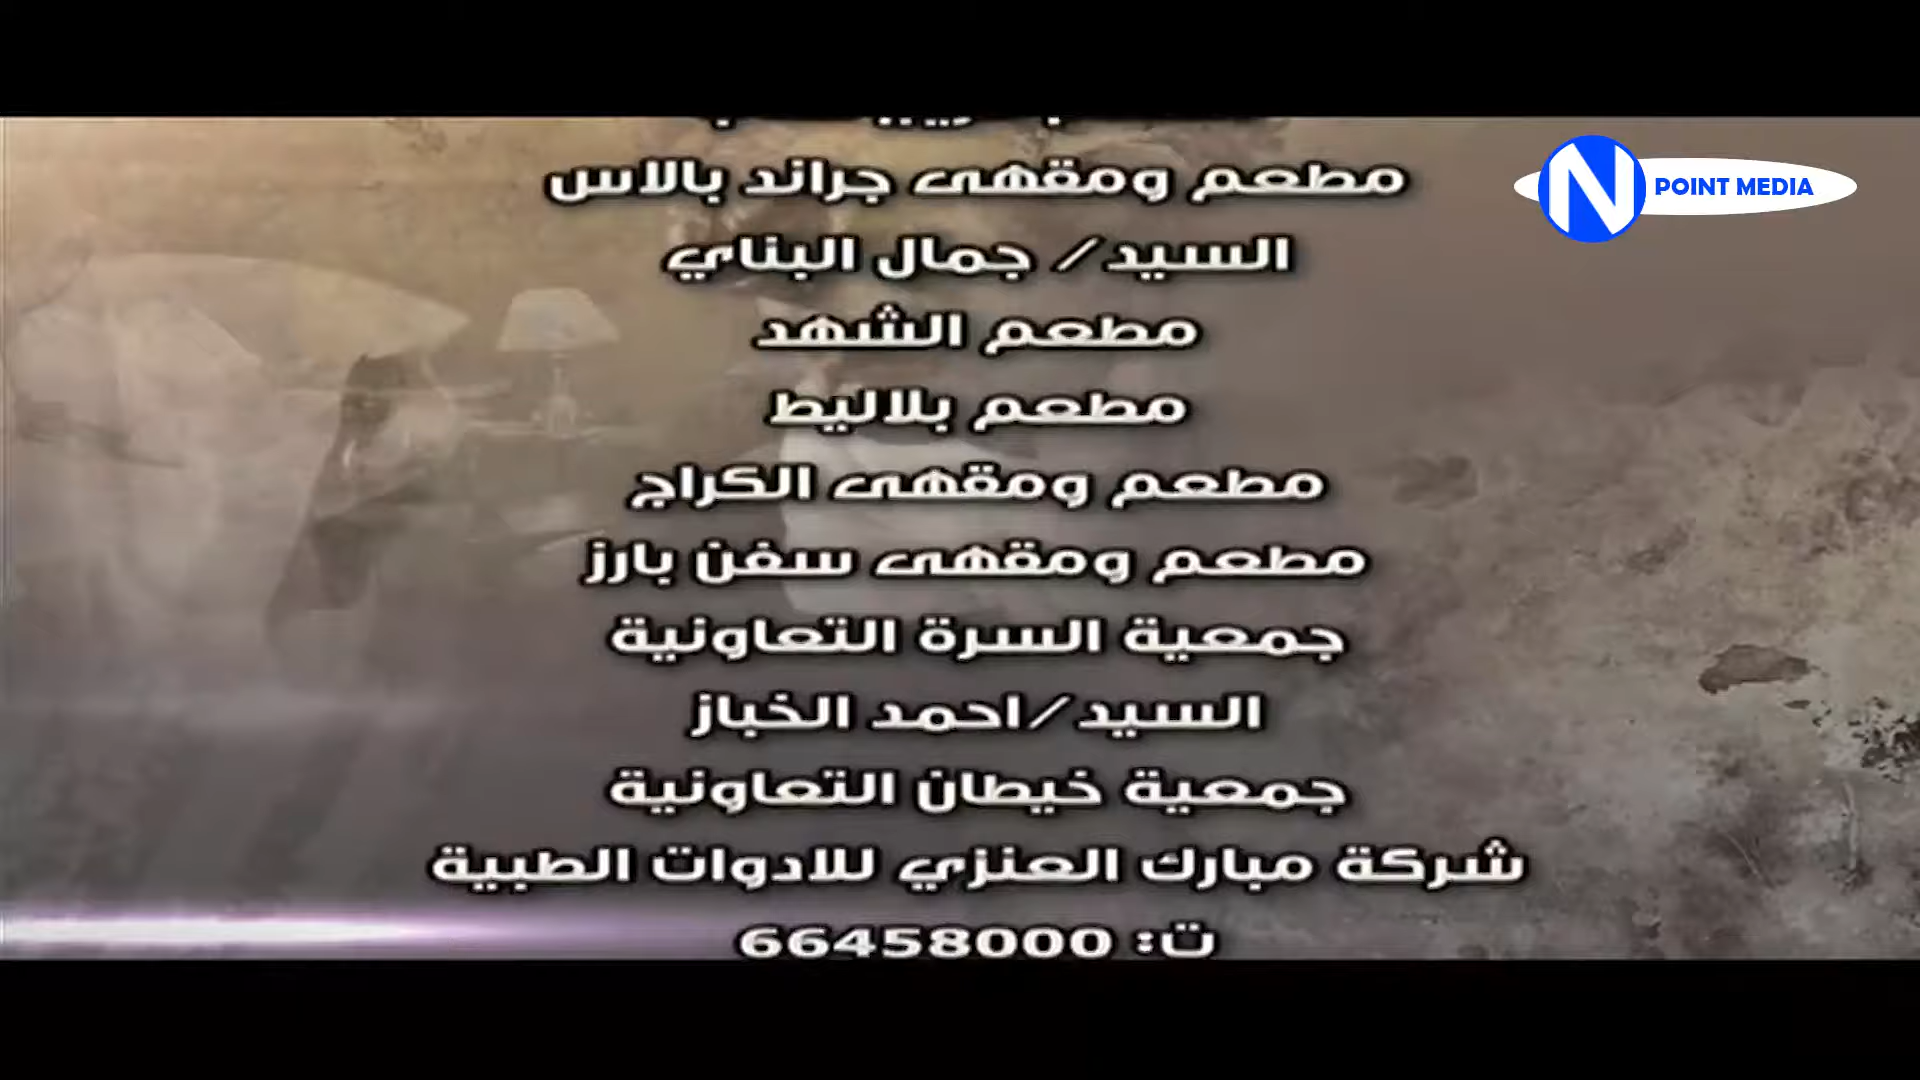 مطعم ومقهى جراند بالاس
السيد/ جمال البناي
مطعم الشهد
مطعم بلاليط
مطعم ومقهى الكراج
مطعم ومقهى سفن بارز
جمعية السرة التعاونية
السيد/احمد الخباز
جمعية خيطان التعاونية
شركة مبارك العنزي للادوات الطبية
ت: 66458000
N POINT MEDIA